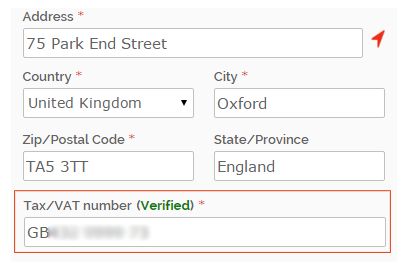 Address *
75 Park End Street
Country * City *
United Kingdom Oxford
Zip/Postal Code * State/Province
TA5 3TT England
Tax/VAT number (Verified) *
GB